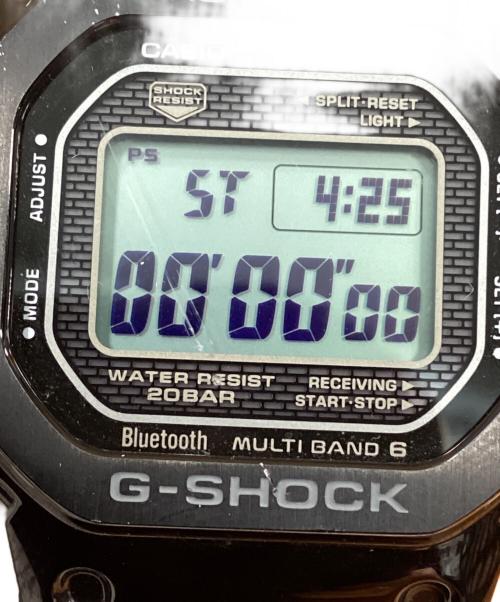 CASIO
SHOCK
RESIST
SPLIT·RESET
LIGHT
ADJUST
MODE
PS
ST 4:25
00'00"00
WATER RESIST
20BAR
RECEIVING
START·STOP
Bluetooth MULTI BAND 6
G-SHOCK